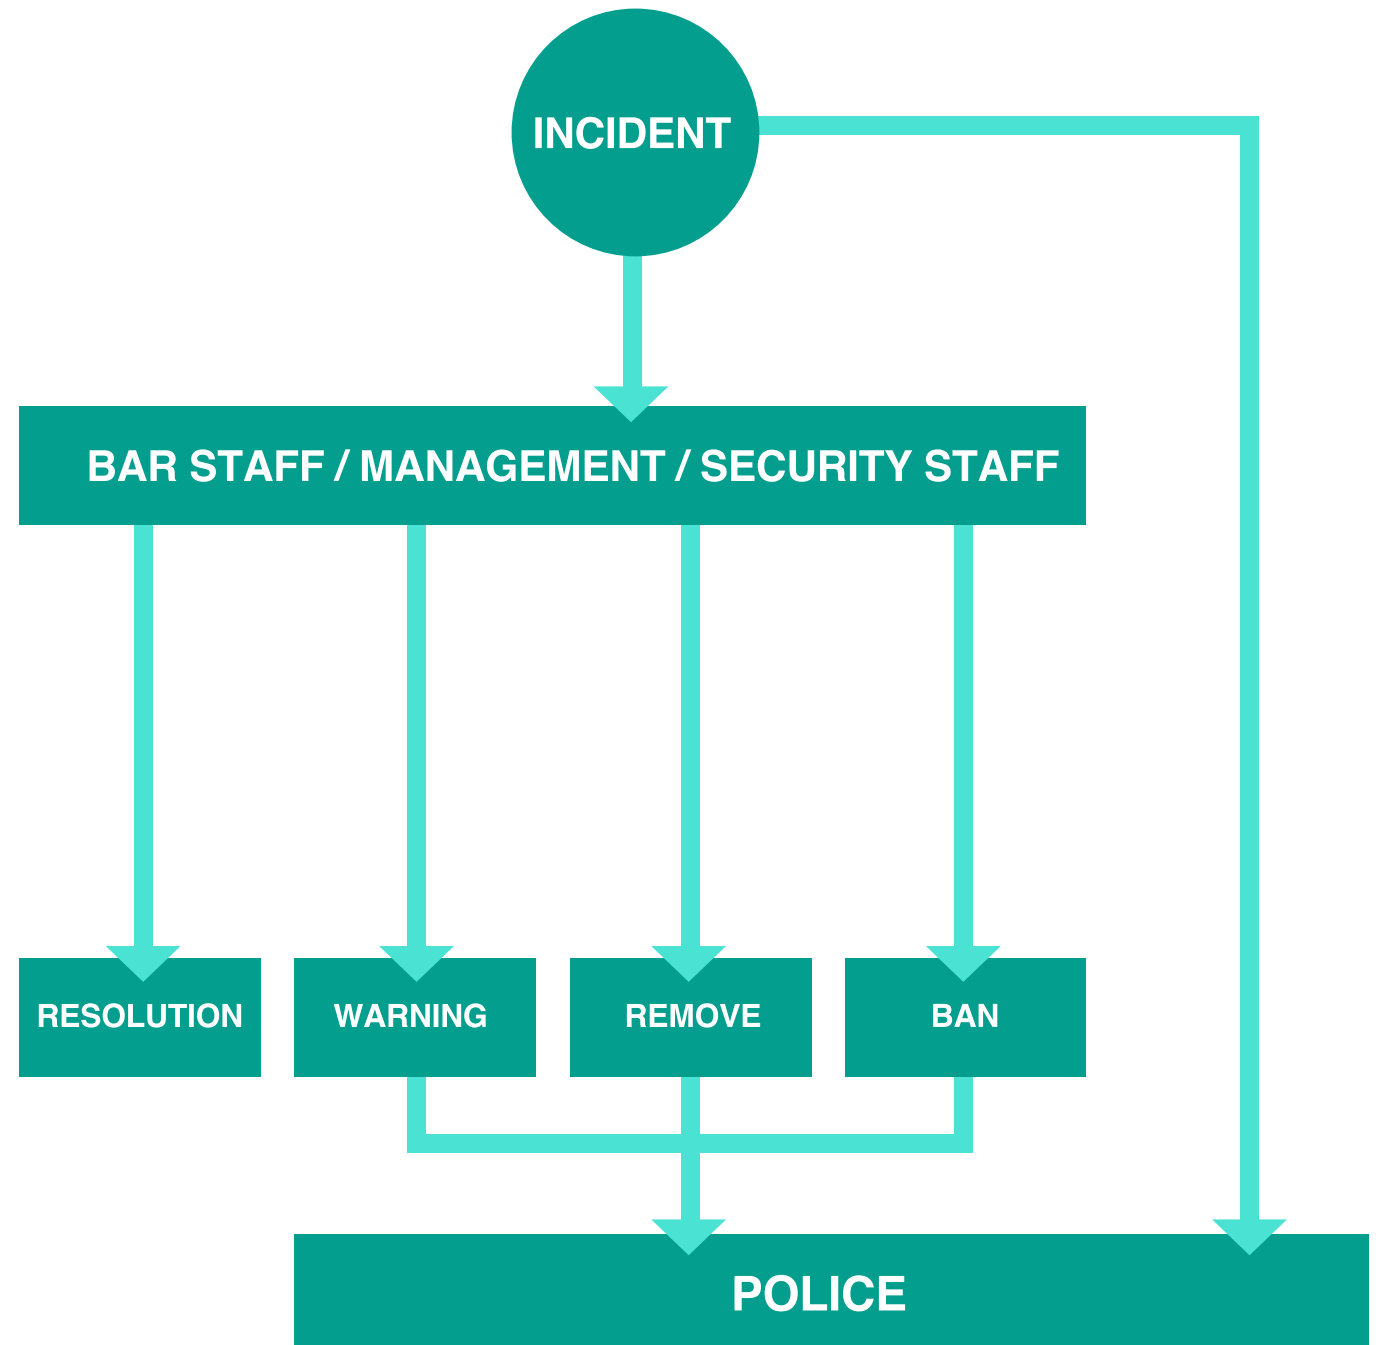 INCIDENT
BAR STAFF / MANAGEMENT / SECURITY STAFF
RESOLUTION
WARNING
REMOVE
BAN
POLICE